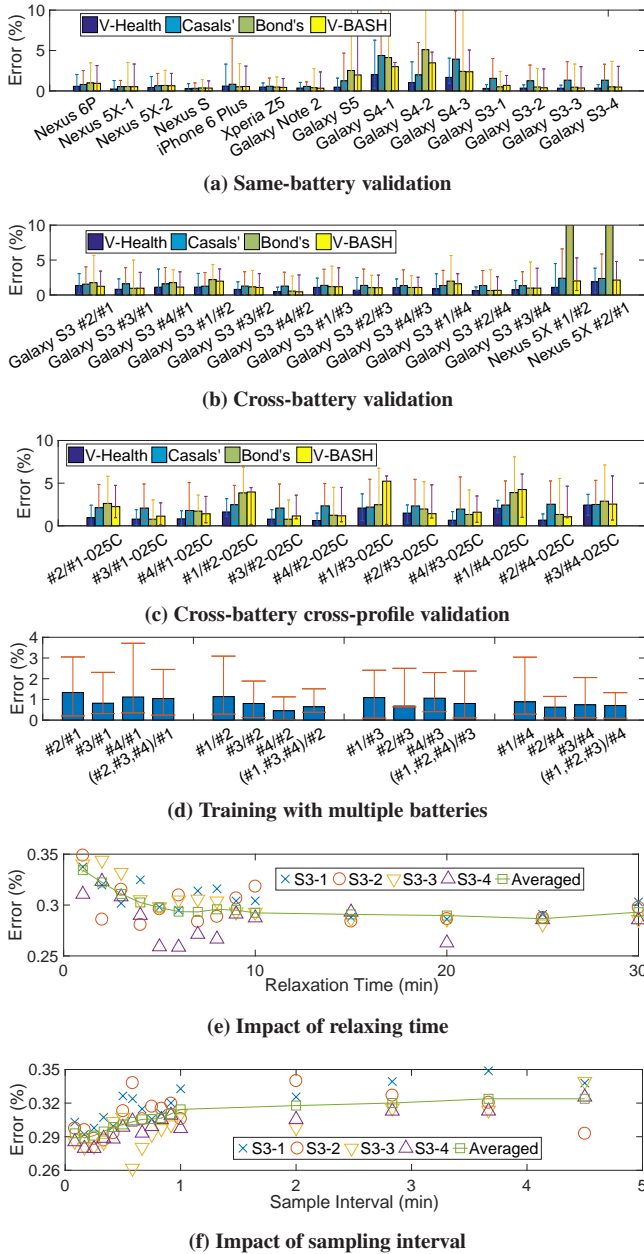 Error (%)
10
5
0
V-Health
Casals'
Bond's
V-BASH
Nexus 6P
Nexus 5X-1
Nexus 5X-2
Nexus S
iPhone 6 Plus
Xperia Z5
Galaxy Note 2
Galaxy S5
Galaxy S4-1
Galaxy S4-2
Galaxy S4-3
Galaxy S3-1
Galaxy S3-2
Galaxy S3-3
Galaxy S3-4
(a) Same-battery validation
Error (%)
10
5
0
V-Health
Casals'
Bond's
V-BASH
Galaxy S3 #2/#1
Galaxy S3 #3/#1
Galaxy S3 #4/#1
Galaxy S3 #1/#2
Galaxy S3 #3/#2
Galaxy S3 #4/#2
Galaxy S3 #1/#3
Galaxy S3 #2/#3
Galaxy S3 #4/#3
Galaxy S3 #1/#4
Galaxy S3 #2/#4
Galaxy S3 #3/#4
Nexus 5X #1/#2
Nexus 5X #2/#1
(b) Cross-battery validation
Error (%)
10
5
0
V-Health
Casals'
Bond's
V-BASH
#2/#1-025C
#3/#1-025C
#4/#1-025C
#1/#2-025C
#3/#2-025C
#4/#2-025C
#1/#3-025C
#2/#3-025C
#4/#3-025C
#1/#4-025C
#2/#4-025C
#3/#4-025C
(c) Cross-battery cross-profile validation
Error (%)
4
3
2
1
0
#2/#1
#3/#1
#4/#1
(#2,#3,#4)/#1
#1/#2
#3/#2
#4/#2
(#1,#3,#4)/#2
#1/#3
#2/#3
#4/#3
(#1,#2,#4)/#3
#1/#4
#2/#4
#3/#4
(#1,#2,#3)/#4
(d) Training with multiple batteries
Error (%)
0.35
0.3
0.25
S3-1
S3-2
S3-3
S3-4
Averaged
0
10
20
30
Relaxation Time (min)
(e) Impact of relaxing time
Error (%)
0.35
0.32
0.29
0.26
S3-1
S3-2
S3-3
S3-4
Averaged
0
1
2
3
4
5
Sample Interval (min)
(f) Impact of sampling interval